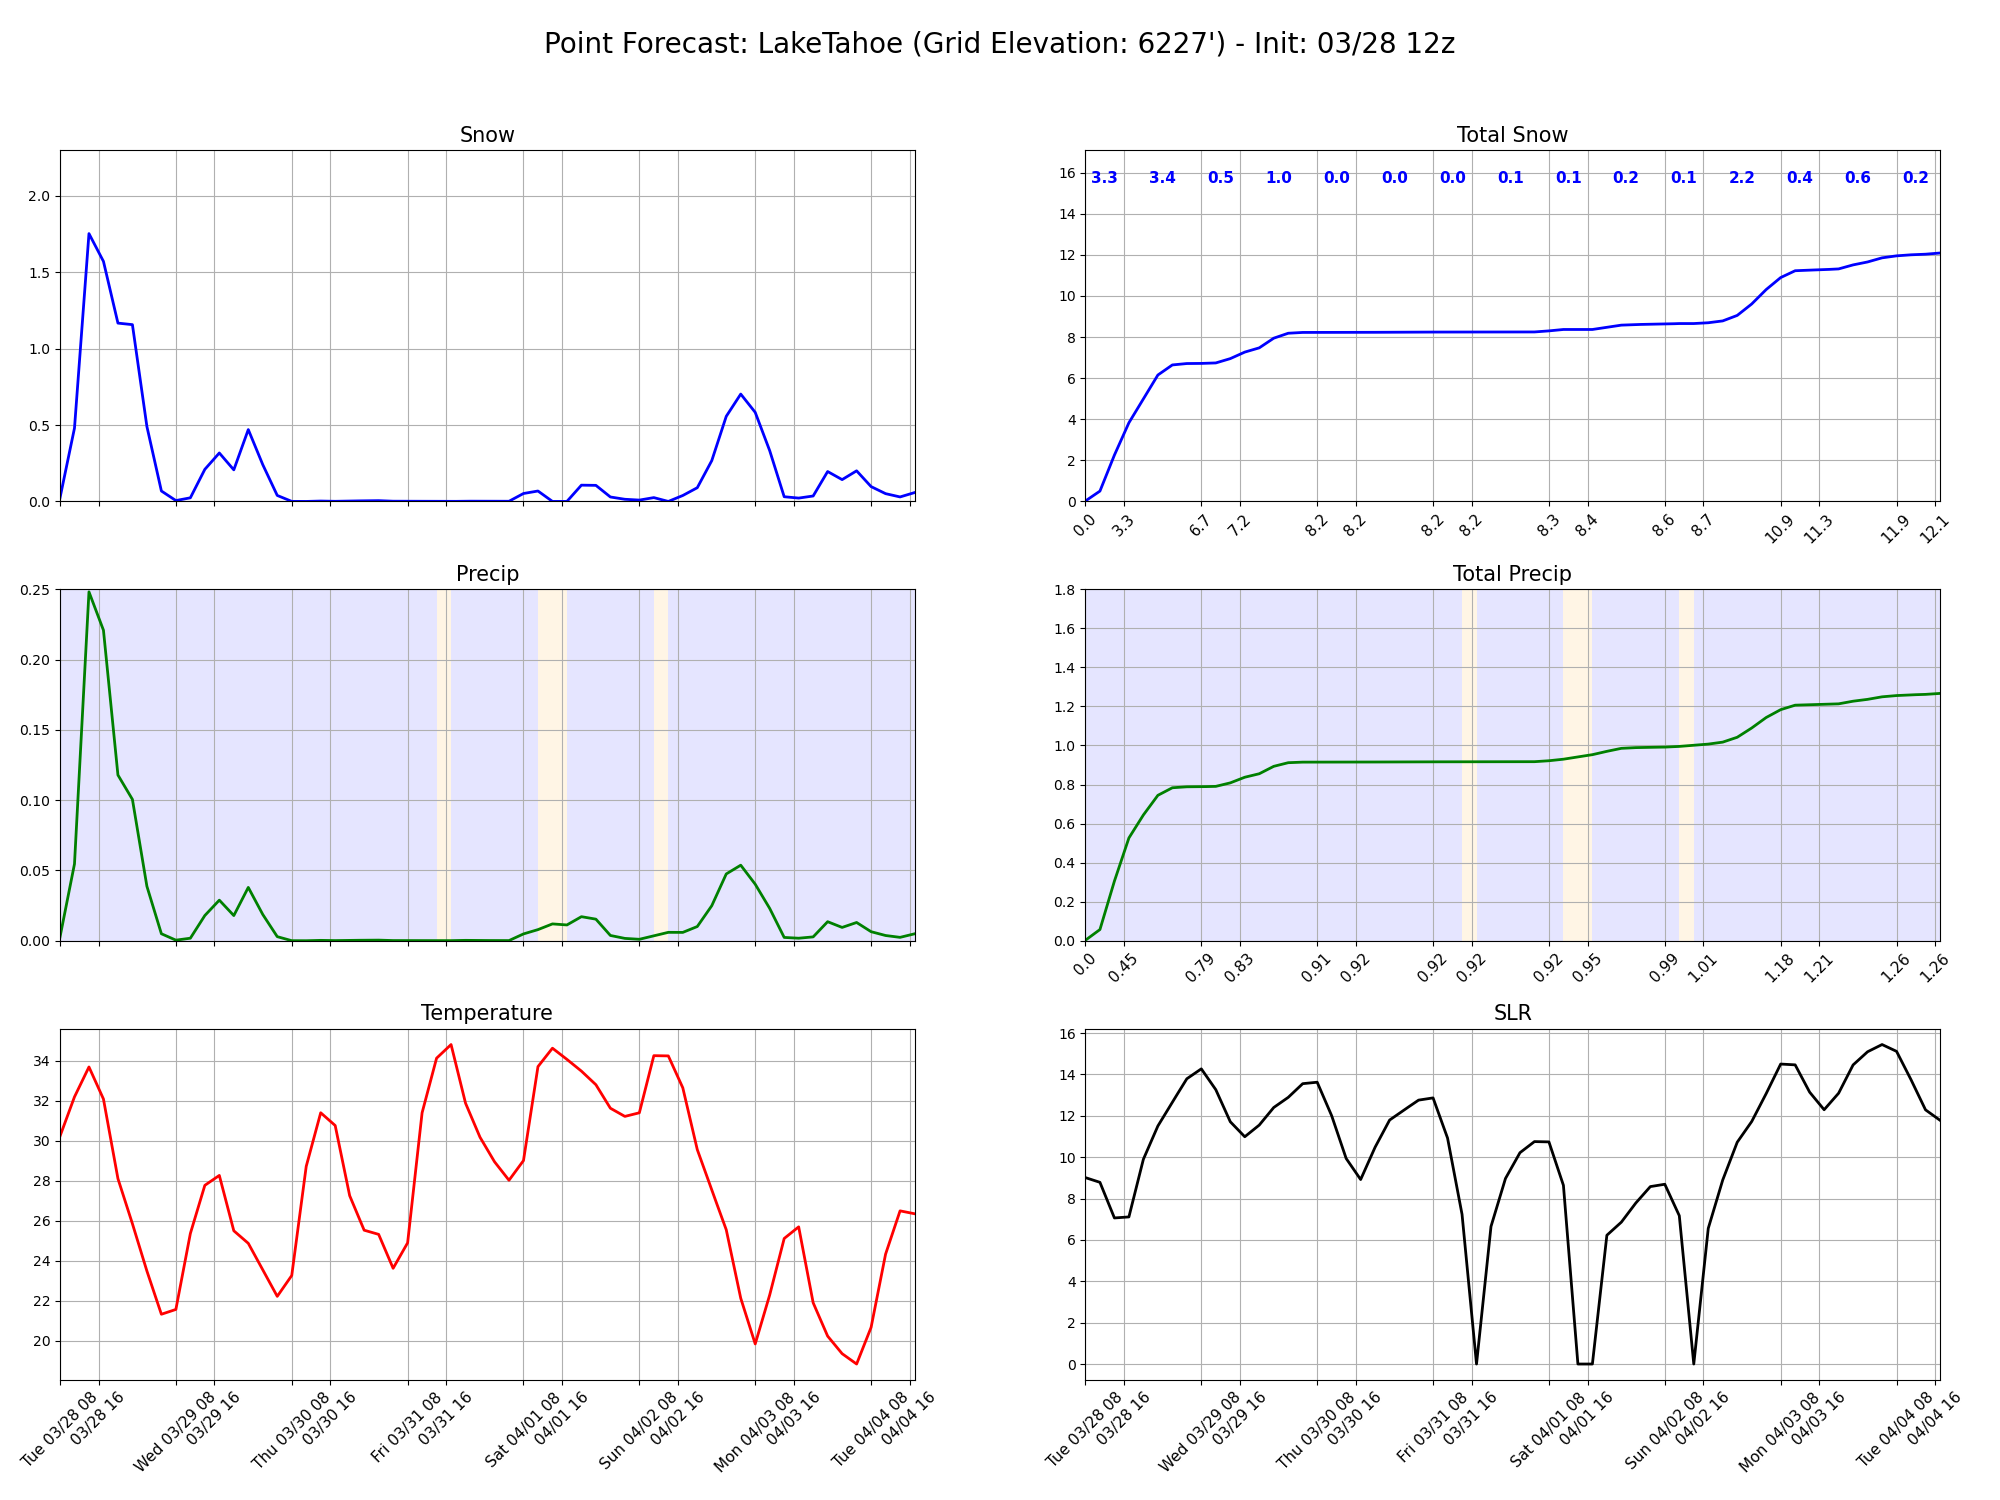 Point Forecast: LakeTahoe (Grid Elevation: 6227') - Init: 03/28 12z
Snow
2.0
1.5
1.0
0.5
0.0
Total Snow
16
14
12
10
8
6
4
2
0
3.3 3.4 0.5 1.0 0.0 0.0 0.0 0.1 0.1 0.2 0.1 2.2 0.4 0.6 0.2
0.0 3.3 6.7 7.2 8.2 8.2 8.2 8.2 8.3 8.4 8.6 8.7 10.9 11.3 11.9 12.1
Precip
0.25
0.20
0.15
0.10
0.05
0.00
Total Precip
1.8
1.6
1.4
1.2
1.0
0.8
0.6
0.4
0.2
0.0
0.0 0.45 0.79 0.83 0.91 0.92 0.92 0.92 0.92 0.95 0.99 1.01 1.18 1.21 1.26 1.26
Temperature
34
32
30
28
26
24
22
20
Tue 03/28 08
03/28 16
Wed 03/29 08
03/29 16
Thu 03/30 08
03/30 16
Fri 03/31 08
03/31 16
Sat 04/01 08
04/01 16
Sun 04/02 08
04/02 16
Mon 04/03 08
04/03 16
Tue 04/04 08
04/04 16
SLR
16
14
12
10
8
6
4
2
0
Tue 03/28 08
03/28 16
Wed 03/29 08
03/29 16
Thu 03/30 08
03/30 16
Fri 03/31 08
03/31 16
Sat 04/01 08
04/01 16
Sun 04/02 08
04/02 16
Mon 04/03 08
04/03 16
Tue 04/04 08
04/04 16